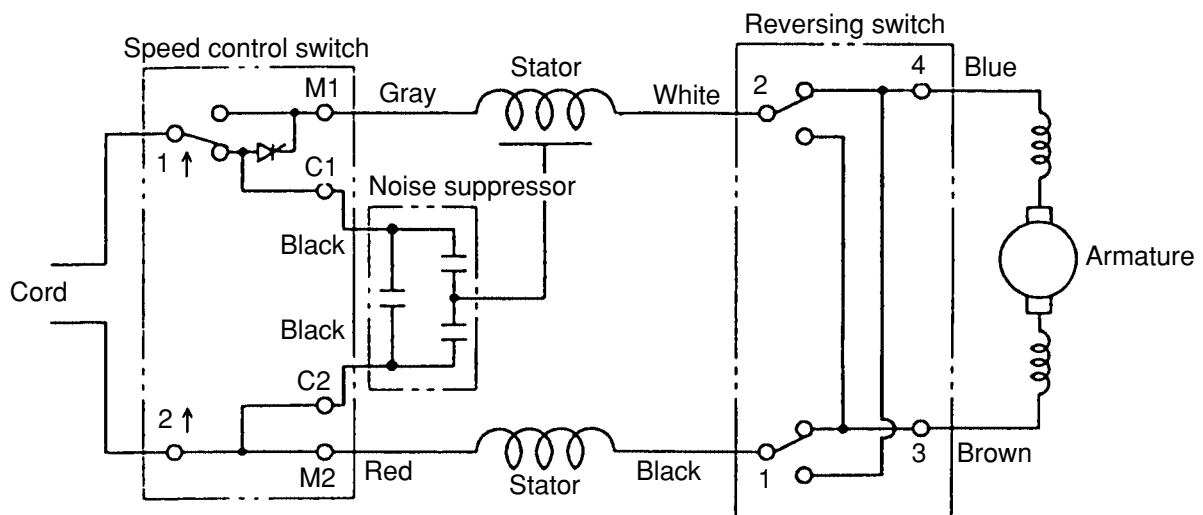 Speed control switch
Reversing switch
M1
Gray
Stator
White
2
4
Blue
1 ↑
C1
Noise suppressor
Black
Cord
Black
Armature
C2
2 ↑
M2
Red
Stator
Black
1
3
Brown